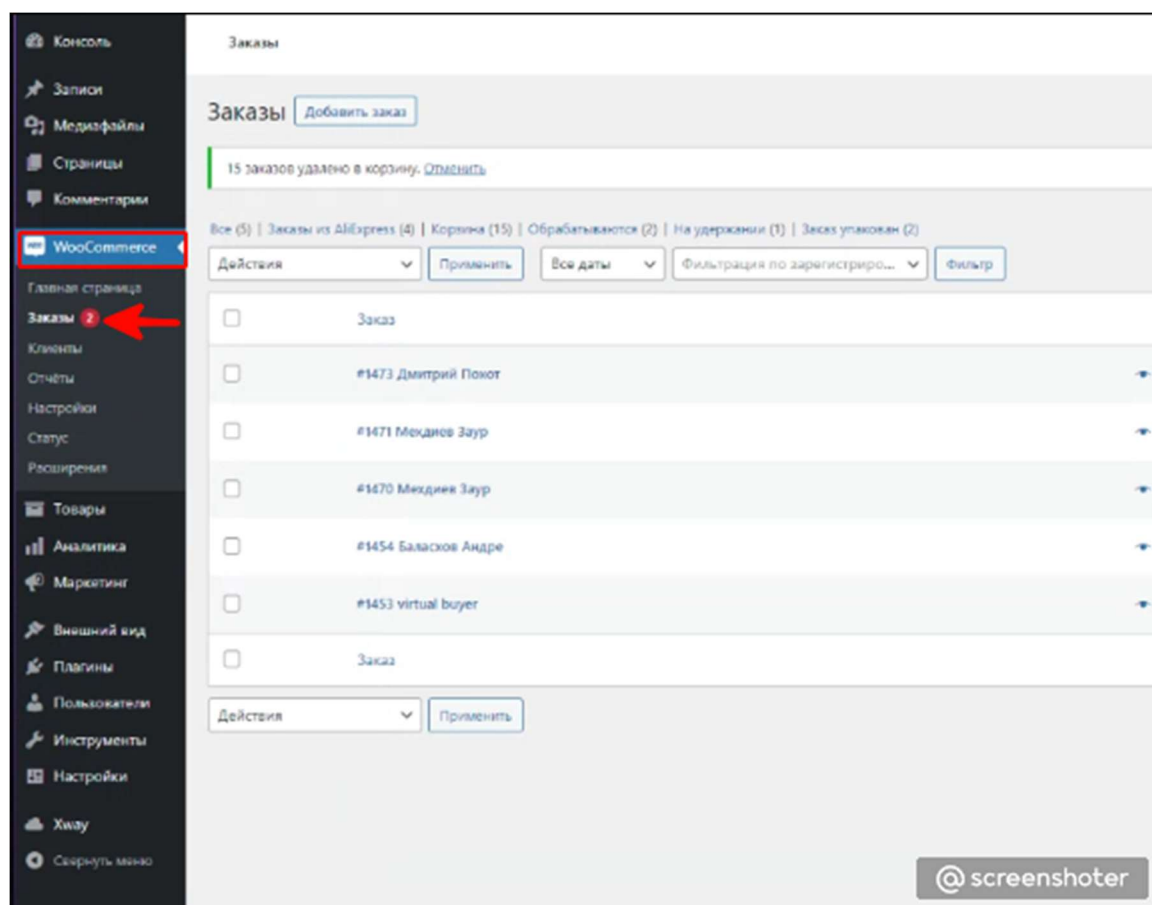 Консоль
Записи
Медиафайлы
Страницы
Комментарии
WooCommerce
Главная страница
Заказы 2
Клиенты
Отчёты
Настройки
Статус
Расширения
Товары
Аналитика
Маркетинг
Внешний вид
Плагины
Пользователи
Инструменты
Настройки
Xway
Свернуть меню
Заказы
Заказы Добавить заказ
15 заказов удалено в корзину. Отменить
Все (5) | Заказы из AliExpress (4) | Корзина (15) | Обрабатываются (2) | На удержании (1) | Заказ упакован (2)
Действия Применить Все даты Фильтрация по зарегистриро... Фильтр
Заказ
#1473 Дмитрий Похот
#1471 Мехдиев Заур
#1470 Мехдиев Заур
#1454 Баласхов Андре
#1453 virtual buyer
Заказ
Действия Применить
@screenshoter